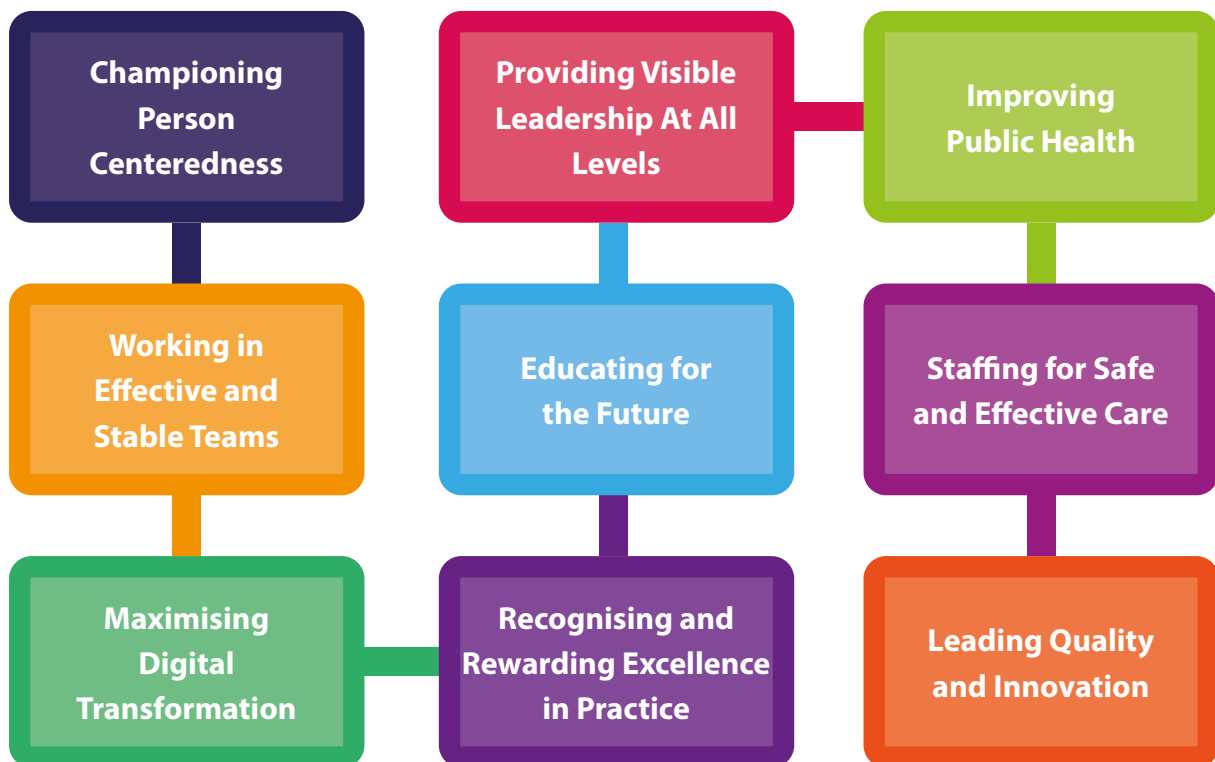 Championing
Person
Centeredness
Working in
Effective and
Stable Teams
Maximising
Digital
Transformation
Recognising and
Rewarding Excellence
in Practice
Educating for
the Future
Providing Visible
Leadership At All
Levels
Improving
Public Health
Staffing for Safe
and Effective Care
Leading Quality
and Innovation